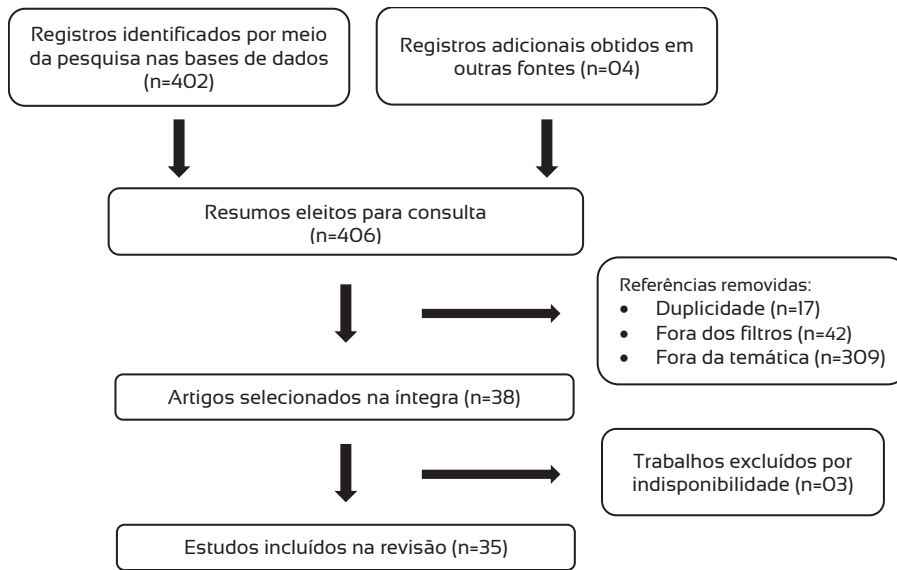 Registros identificados por meio
da pesquisa nas bases de dados
(n=402)
Registros adicionais obtidos em
outras fontes (n=04)
Resumos eleitos para consulta
(n=406)
Referências removidas:
• Duplicidade (n=17)
• Fora dos filtros (n=42)
• Fora da temática (n=309)
Artigos selecionados na íntegra (n=38)
Trabalhos excluídos por
indisponibilidade (n=03)
Estudos incluídos na revisão (n=35)